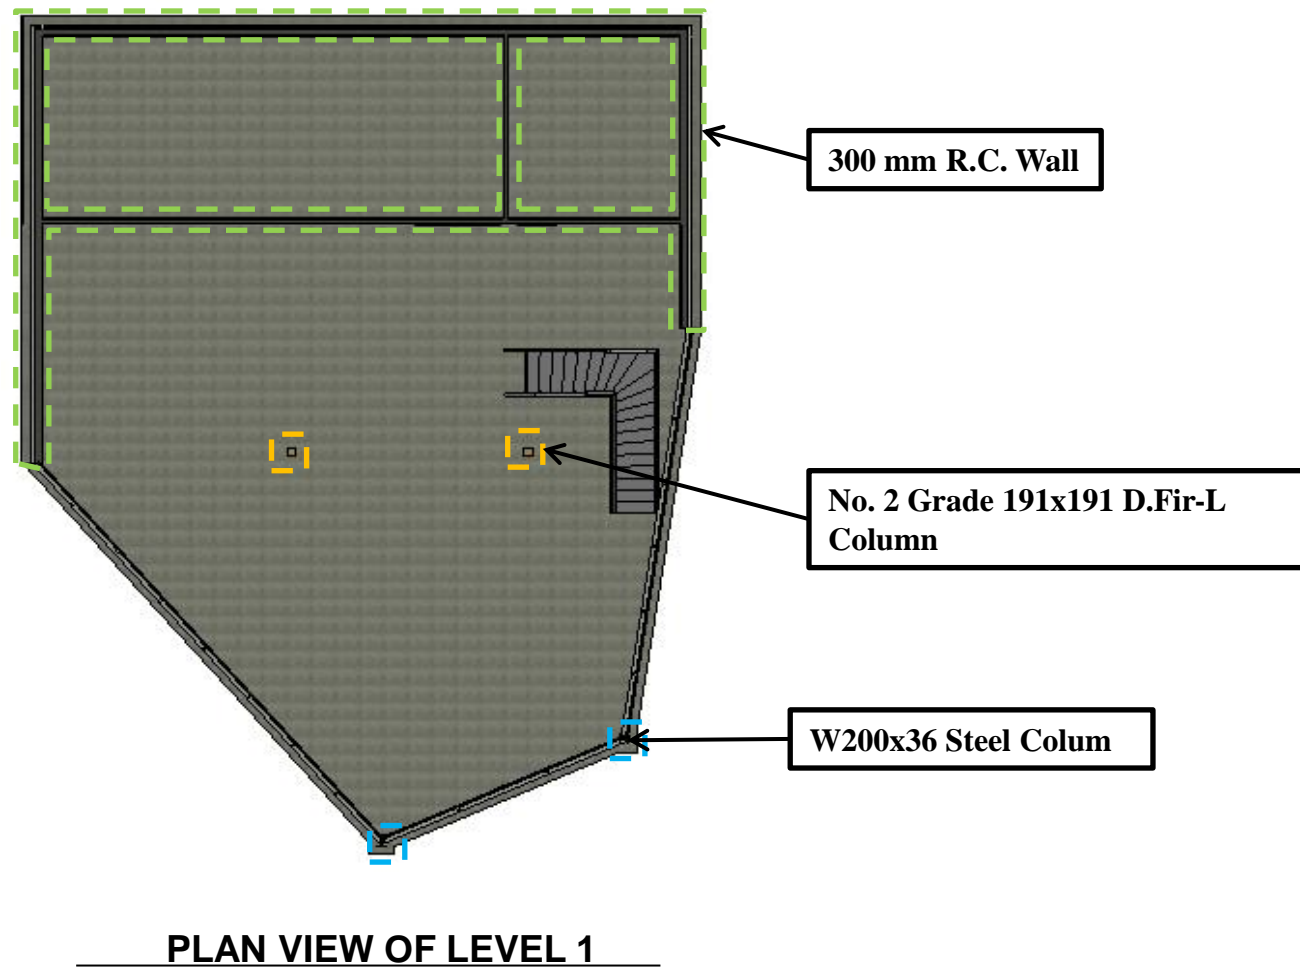 300 mm R.C. Wall
No. 2 Grade 191x191 D.Fir-L
Column
W200x36 Steel Colum
PLAN VIEW OF LEVEL 1